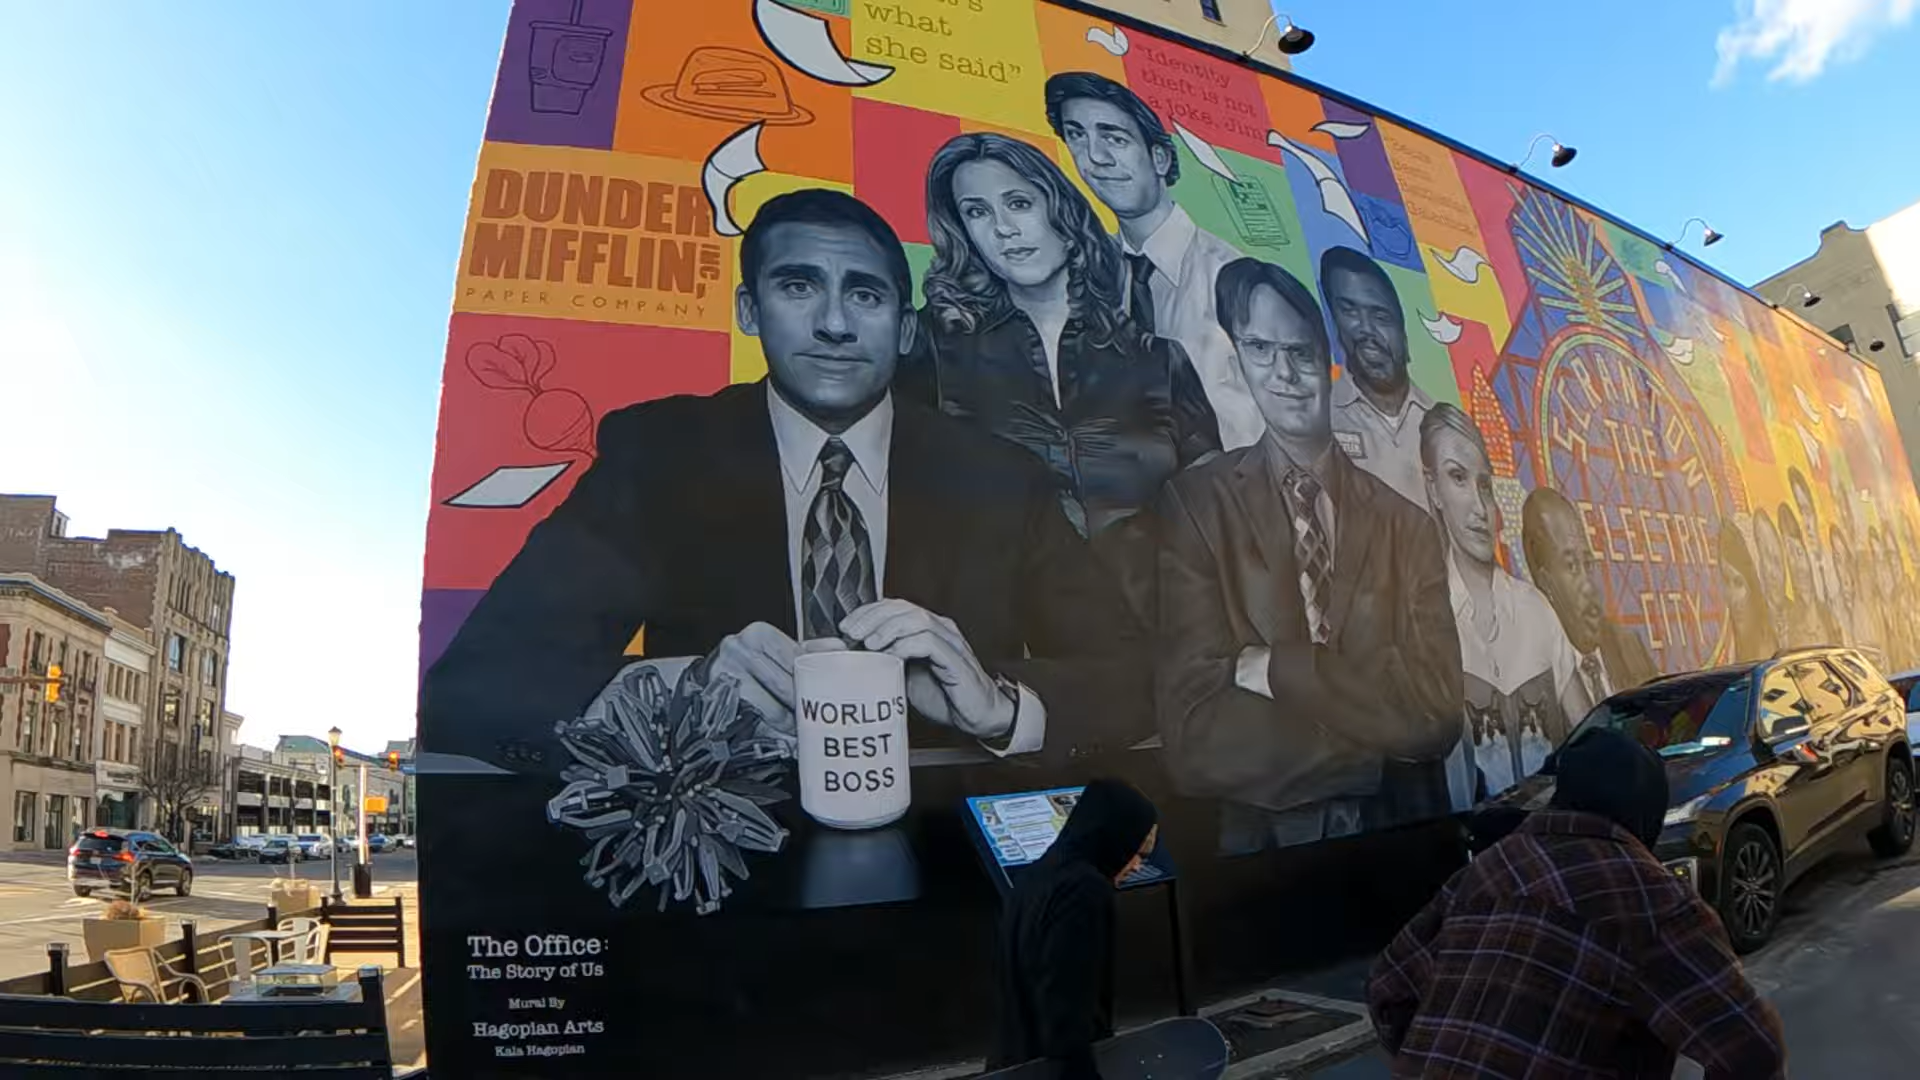 what
she said"
"Identity
theft is not
a joke, Jim
DUNDER
MIFFLIN, INC.
PAPER COMPANY
SCRANTON
THE
ELECTRIC
CITY
WORLD'S
BEST
BOSS
The Office:
The Story of Us
Mural By
Hagopian Arts
Kala Hagopian